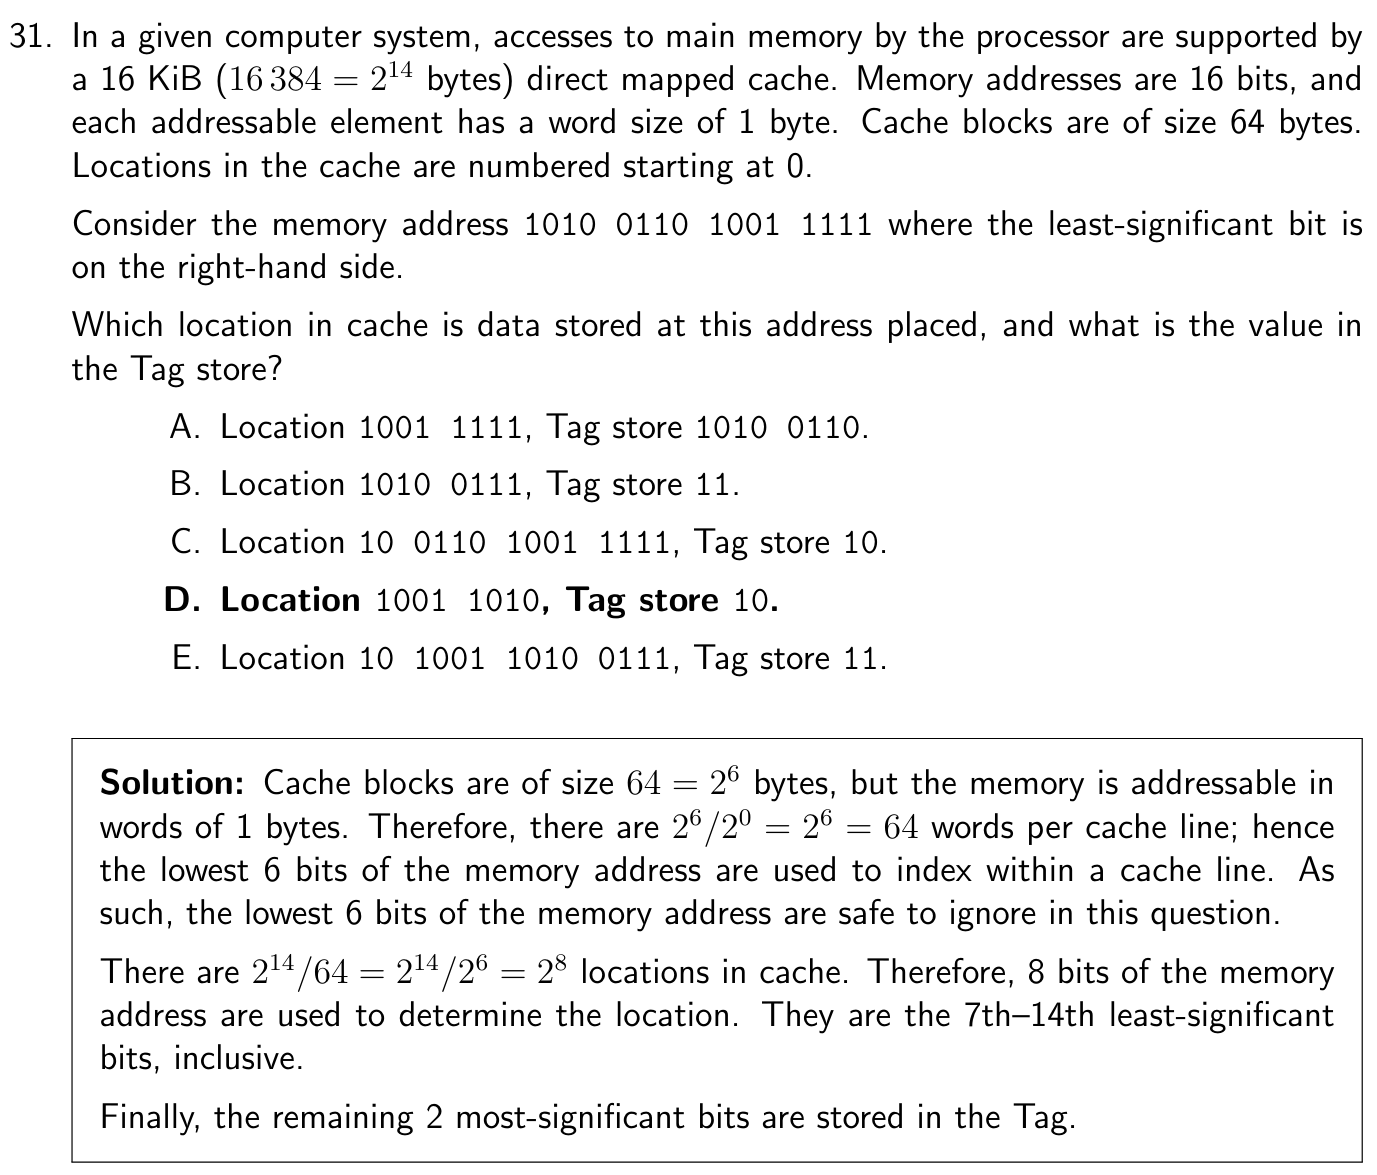 31. In a given computer system, accesses to main memory by the processor are supported by
a 16 KiB (16 384 = 2^14 bytes) direct mapped cache. Memory addresses are 16 bits, and
each addressable element has a word size of 1 byte. Cache blocks are of size 64 bytes.
Locations in the cache are numbered starting at 0.
Consider the memory address 1010 0110 1001 1111 where the least-significant bit is
on the right-hand side.
Which location in cache is data stored at this address placed, and what is the value in
the Tag store?
A. Location 1001 1111, Tag store 1010 0110.
B. Location 1010 0111, Tag store 11.
C. Location 10 0110 1001 1111, Tag store 10.
D. Location 1001 1010, Tag store 10.
E. Location 10 1001 1010 0111, Tag store 11.
Solution: Cache blocks are of size 64 = 2^6 bytes, but the memory is addressable in
words of 1 bytes. Therefore, there are 2^6/2^0 = 2^6 = 64 words per cache line; hence
the lowest 6 bits of the memory address are used to index within a cache line. As
such, the lowest 6 bits of the memory address are safe to ignore in this question.
There are 2^14/64 = 2^14/2^6 = 2^8 locations in cache. Therefore, 8 bits of the memory
address are used to determine the location. They are the 7th–14th least-significant
bits, inclusive.
Finally, the remaining 2 most-significant bits are stored in the Tag.